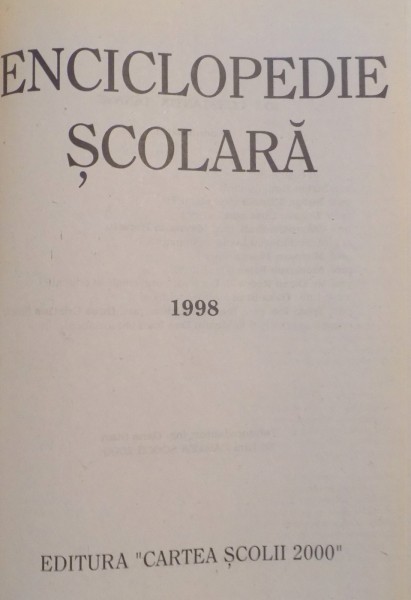 ENCICLOPEDIE
ȘCOLARĂ
1998
EDITURA "CARTEA ȘCOLII 2000"